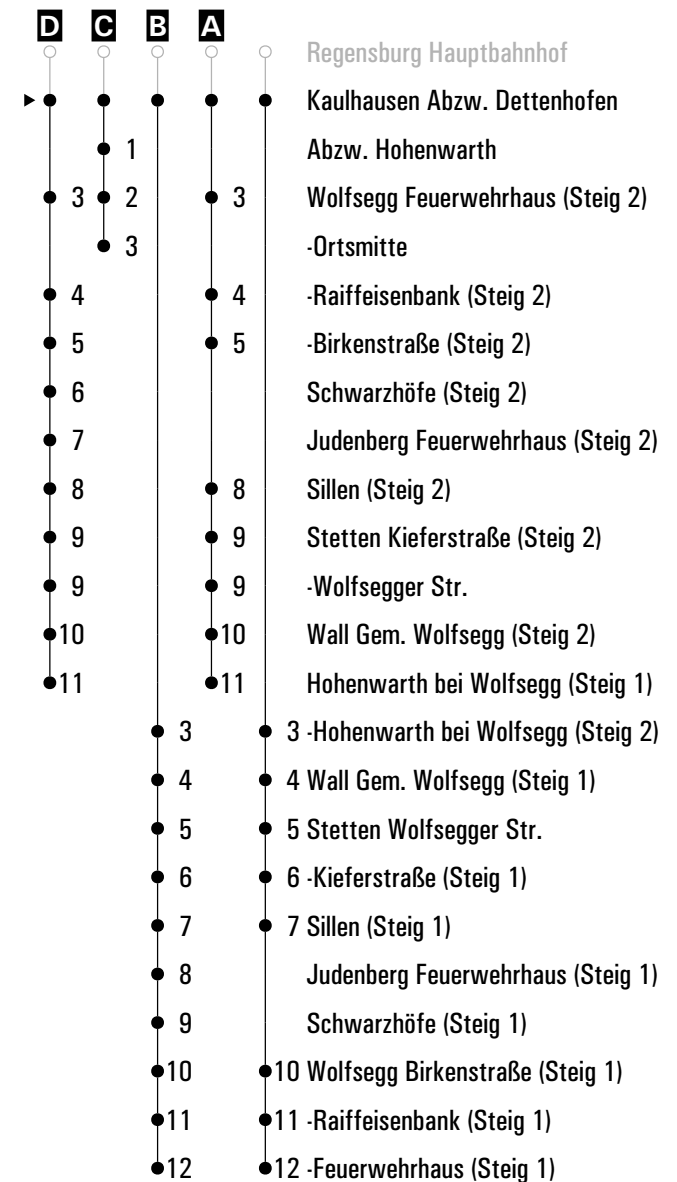 D C B A
Regensburg Hauptbahnhof
Kaulhausen Abzw. Dettenhofen
1 Abzw. Hohenwarth
3 2 3 Wolfsegg Feuerwehrhaus (Steig 2)
3 -Ortsmitte
4 4 -Raiffeisenbank (Steig 2)
5 5 -Birkenstraße (Steig 2)
6 Schwarzhöfe (Steig 2)
7 Judenberg Feuerwehrhaus (Steig 2)
8 8 Sillen (Steig 2)
9 9 Stetten Kieferstraße (Steig 2)
9 9 -Wolfsegger Str.
10 10 Wall Gem. Wolfsegg (Steig 2)
11 11 Hohenwarth bei Wolfsegg (Steig 1)
3 3 -Hohenwarth bei Wolfsegg (Steig 2)
4 4 Wall Gem. Wolfsegg (Steig 1)
5 5 Stetten Wolfsegger Str.
6 6 -Kieferstraße (Steig 1)
7 7 Sillen (Steig 1)
8 Judenberg Feuerwehrhaus (Steig 1)
9 Schwarzhöfe (Steig 1)
10 10 Wolfsegg Birkenstraße (Steig 1)
11 11 -Raiffeisenbank (Steig 1)
12 12 -Feuerwehrhaus (Steig 1)